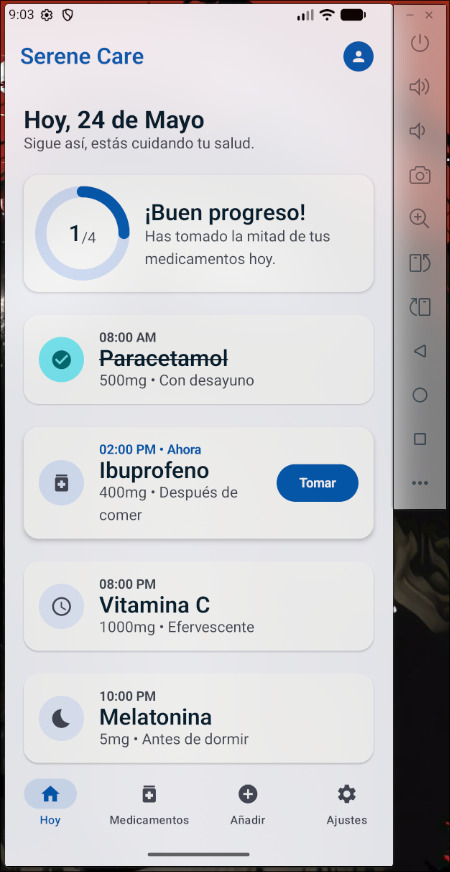 9:03
Serene Care
Hoy, 24 de Mayo
Sigue así, estás cuidando tu salud.
1/4
¡Buen progreso!
Has tomado la mitad de tus
medicamentos hoy.
08:00 AM
Paracetamol
500mg • Con desayuno
02:00 PM • Ahora
Ibuprofeno
400mg • Después de
comer
Tomar
08:00 PM
Vitamina C
1000mg • Efervescente
10:00 PM
Melatonina
5mg • Antes de dormir
Hoy
Medicamentos
Añadir
Ajustes